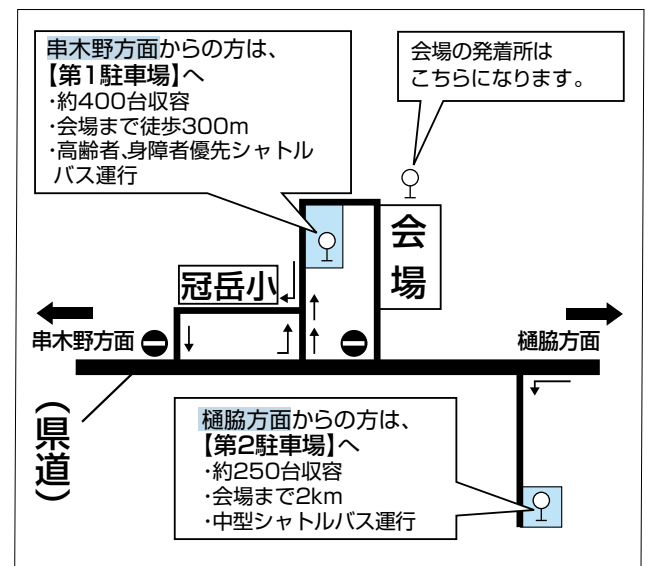 串木野方面からの方は、
【第1駐車場】へ
・約400台収容
・会場まで徒歩300m
・高齢者、身障者優先シャトル
バス運行
会場の発着所は
こちらになります。
会場
冠岳小
串木野方面
樋脇方面
（県道）
樋脇方面からの方は、
【第2駐車場】へ
・約250台収容
・会場まで2km
・中型シャトルバス運行